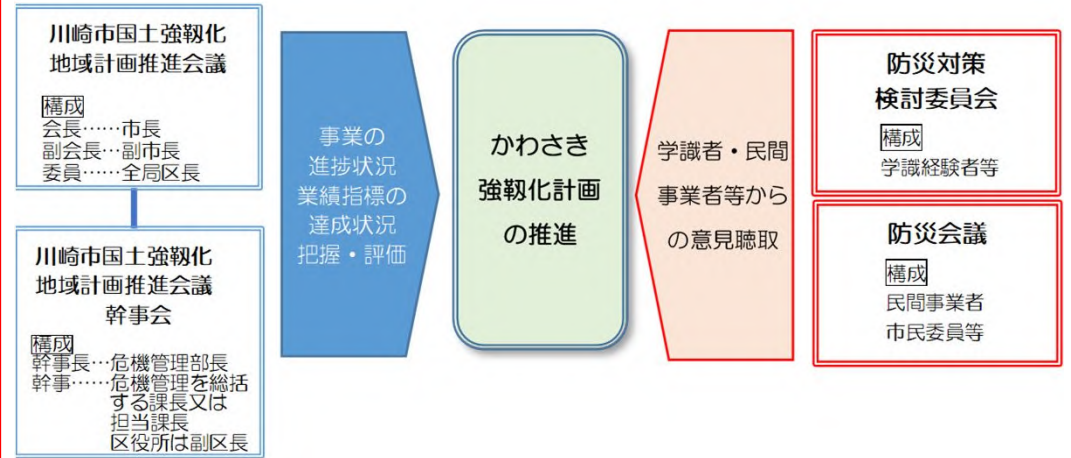 川崎市国土強靱化
地域計画推進会議
構成
会長……市長
副会長…副市長
委員……全局区長
川崎市国土強靱化
地域計画推進会議
幹事会
構成
幹事長…危機管理部長
幹事……危機管理を総括
する課長又は
担当課長
区役所は副区長
事業の
進捗状況
業績指標の
達成状況
把握・評価
かわさき
強靱化計画
の推進
学識者・民間
事業者等から
の意見聴取
防災対策
検討委員会
構成
学識経験者等
防災会議
構成
民間事業者
市民委員等